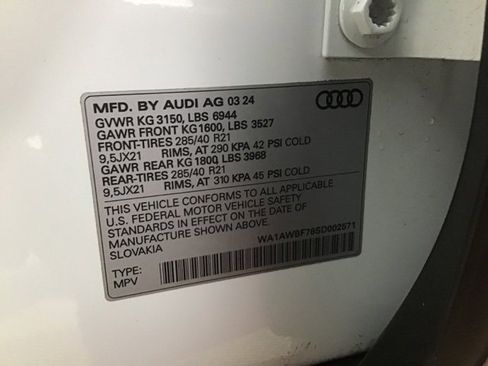 MFD. BY AUDI AG 03 24
GVWR KG 3150, LBS 6944
GAWR FRONT KG1600, LBS 3527
FRONT-TIRES 285/40 R21
9,5JX21 RIMS, AT 290 KPA 42 PSI COLD
GAWR REAR KG 1800, LBS 3968
REAR-TIRES 285/40 R21
9,5JX21 RIMS, AT 310 KPA 45 PSI COLD
THIS VEHICLE CONFORMS TO ALL APPLICABLE
U.S. FEDERAL MOTOR VEHICLE SAFETY
STANDARDS IN EFFECT ON THE DATE OF
MANUFACTURE SHOWN ABOVE.
SLOVAKIA
TYPE:
MPV